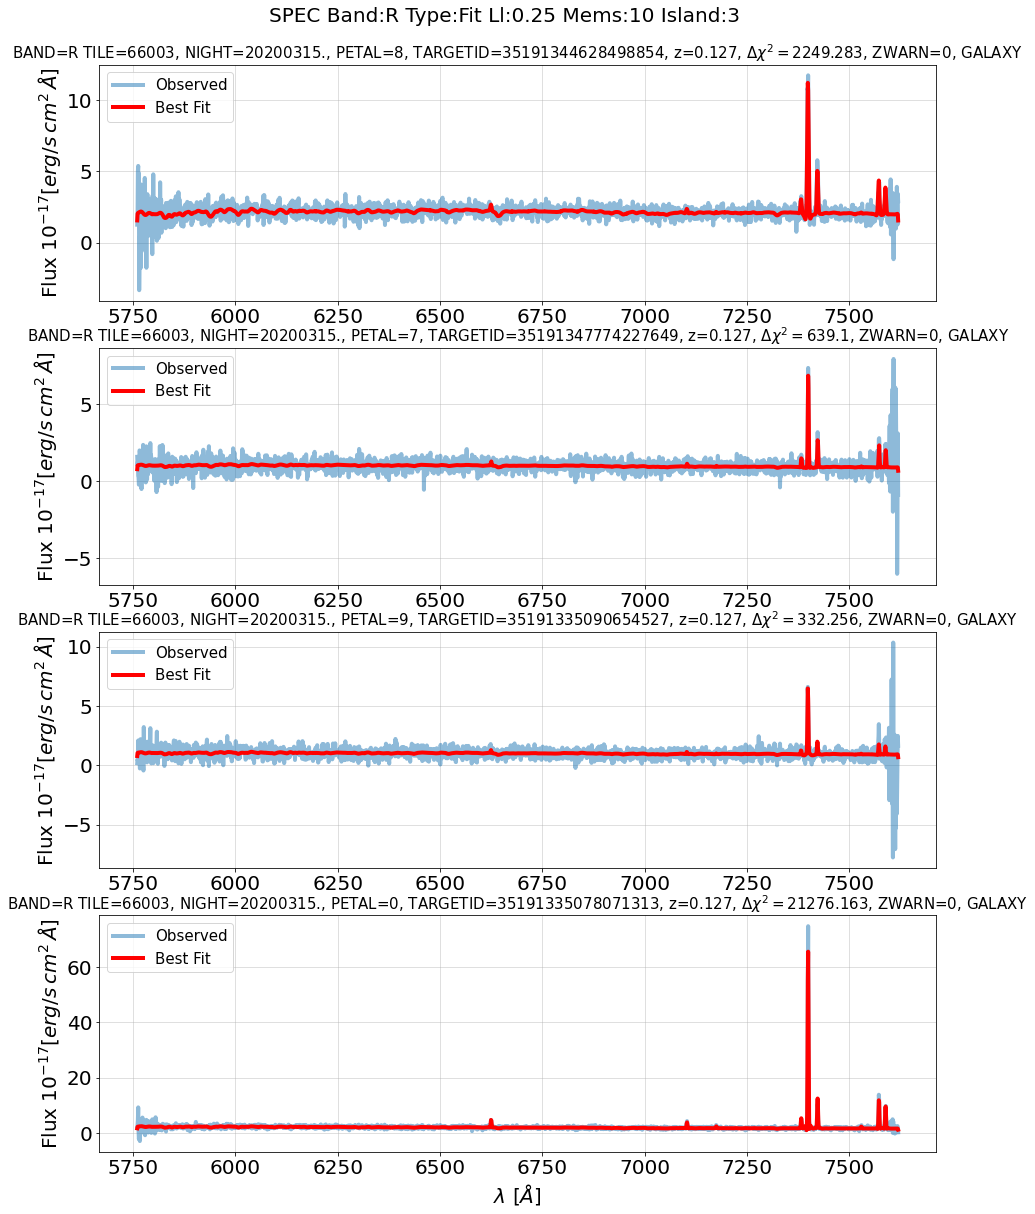 SPEC Band:R Type:Fit Ll:0.25 Mems:10 Island:3
BAND=R TILE=66003, NIGHT=20200315., PETAL=8, TARGETID=35191344628498854, z=0.127, Δχ² = 2249.283, ZWARN=0, GALAXY
Observed
Best Fit
Flux 10⁻¹⁷[erg/s cm² Å]
10
5
0
5750 6000 6250 6500 6750 7000 7250 7500
BAND=R TILE=66003, NIGHT=20200315., PETAL=7, TARGETID=35191347774227649, z=0.127, Δχ² = 639.1, ZWARN=0, GALAXY
Observed
Best Fit
Flux 10⁻¹⁷[erg/s cm² Å]
5
0
−5
5750 6000 6250 6500 6750 7000 7250 7500
BAND=R TILE=66003, NIGHT=20200315., PETAL=9, TARGETID=35191335090654527, z=0.127, Δχ² = 332.256, ZWARN=0, GALAXY
Observed
Best Fit
Flux 10⁻¹⁷[erg/s cm² Å]
10
5
0
−5
5750 6000 6250 6500 6750 7000 7250 7500
BAND=R TILE=66003, NIGHT=20200315., PETAL=0, TARGETID=35191335078071313, z=0.127, Δχ² = 21276.163, ZWARN=0, GALAXY
Observed
Best Fit
Flux 10⁻¹⁷[erg/s cm² Å]
60
40
20
0
5750 6000 6250 6500 6750 7000 7250 7500
λ [Å]